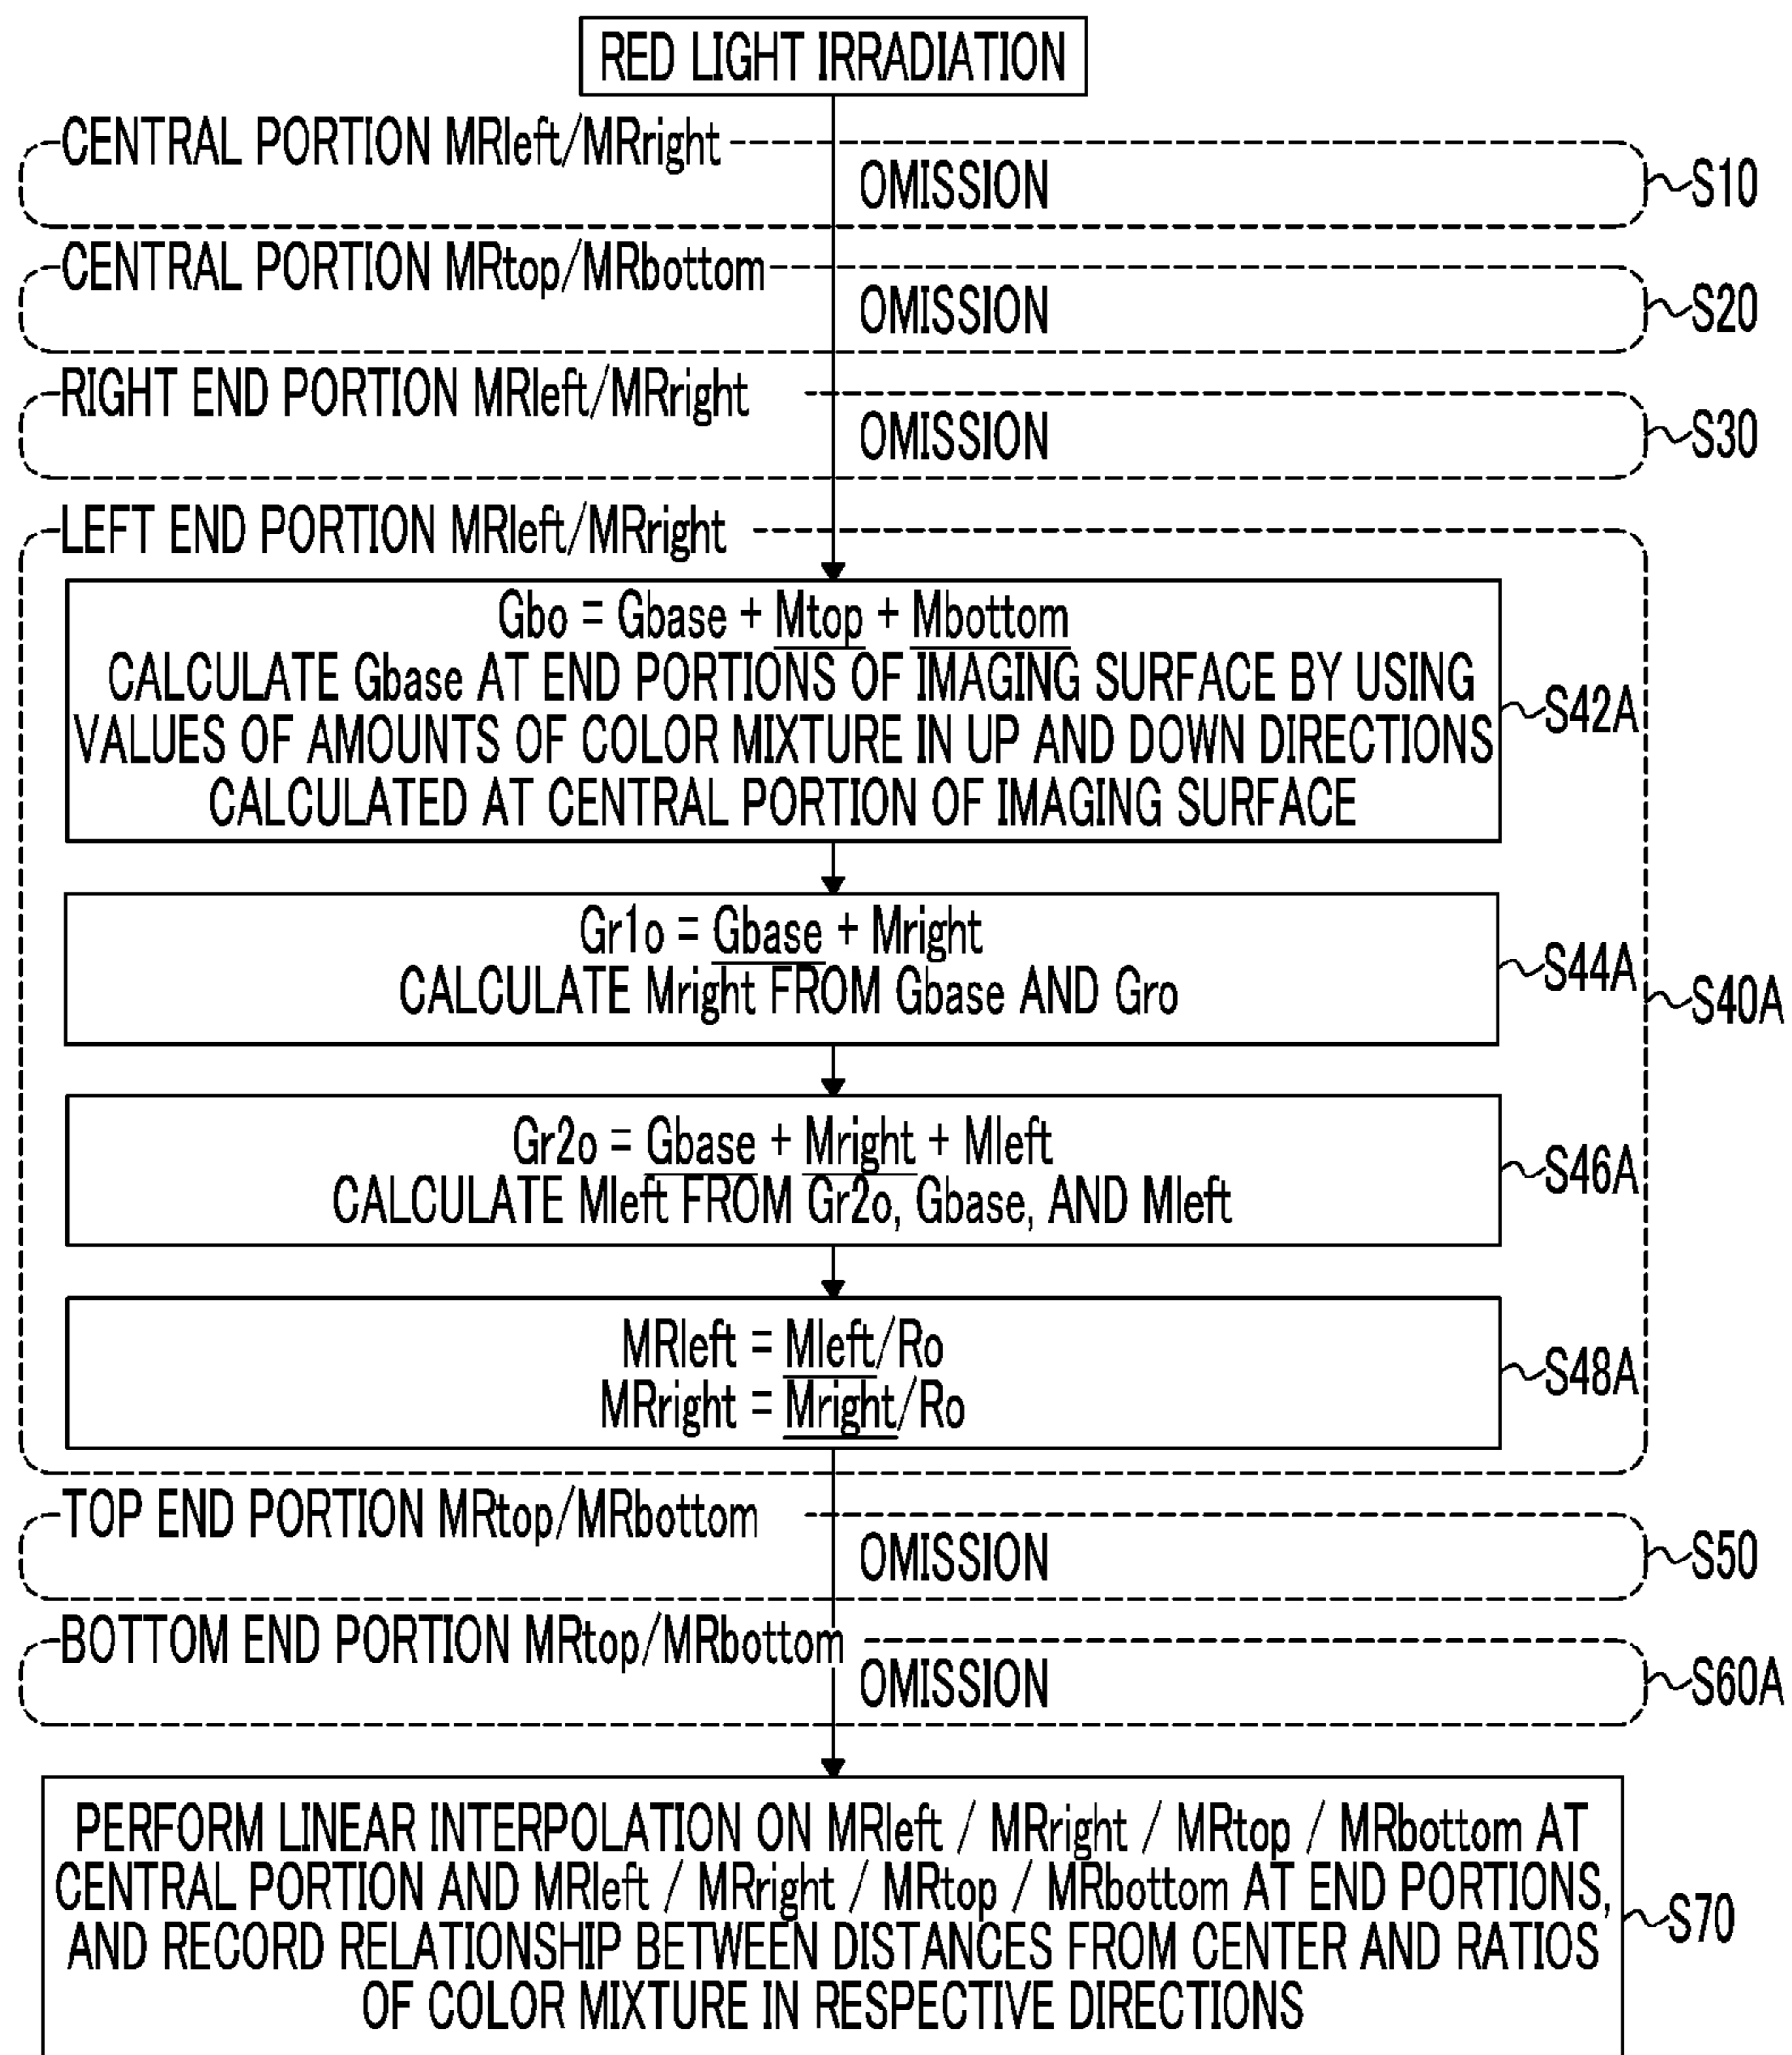 RED LIGHT IRRADIATION
CENTRAL PORTION MRleft/MRright
OMISSION
S10
CENTRAL PORTION MRtop/MRbottom
OMISSION
S20
RIGHT END PORTION MRleft/MRright
OMISSION
S30
LEFT END PORTION MRleft/MRright
Gbo = Gbase + Mtop + Mbottom
CALCULATE Gbase AT END PORTIONS OF IMAGING SURFACE BY USING
VALUES OF AMOUNTS OF COLOR MIXTURE IN UP AND DOWN DIRECTIONS
CALCULATED AT CENTRAL PORTION OF IMAGING SURFACE
S42A
Gr1o = Gbase + Mright
CALCULATE Mright FROM Gbase AND Gro
S44A
S40A
Gr2o = Gbase + Mright + Mleft
CALCULATE Mleft FROM Gr2o, Gbase, AND Mleft
S46A
MRleft = Mleft/Ro
MRright = Mright/Ro
S48A
TOP END PORTION MRtop/MRbottom
OMISSION
S50
BOTTOM END PORTION MRtop/MRbottom
OMISSION
S60A
PERFORM LINEAR INTERPOLATION ON MRleft / MRright / MRtop / MRbottom AT
CENTRAL PORTION AND MRleft / MRright / MRtop / MRbottom AT END PORTIONS,
AND RECORD RELATIONSHIP BETWEEN DISTANCES FROM CENTER AND RATIOS
OF COLOR MIXTURE IN RESPECTIVE DIRECTIONS
S70